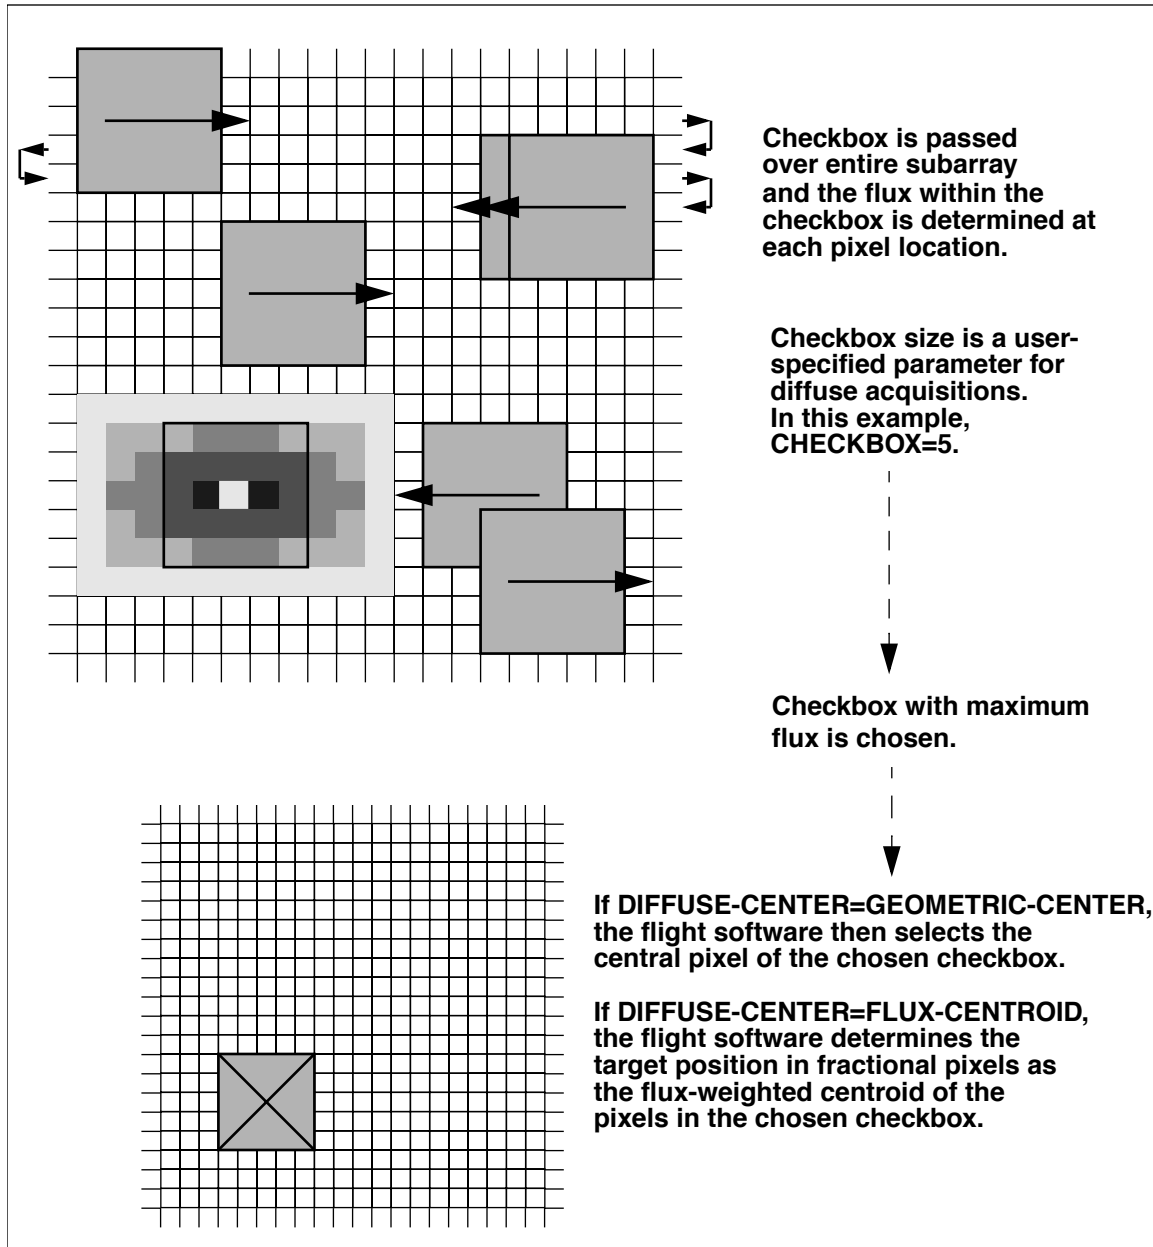 Checkbox is passed
over entire subarray
and the flux within the
checkbox is determined at
each pixel location.
Checkbox size is a user-
specified parameter for
diffuse acquisitions.
In this example,
CHECKBOX=5.
Checkbox with maximum
flux is chosen.
If DIFFUSE-CENTER=GEOMETRIC-CENTER,
the flight software then selects the
central pixel of the chosen checkbox.
If DIFFUSE-CENTER=FLUX-CENTROID,
the flight software determines the
target position in fractional pixels as
the flux-weighted centroid of the
pixels in the chosen checkbox.